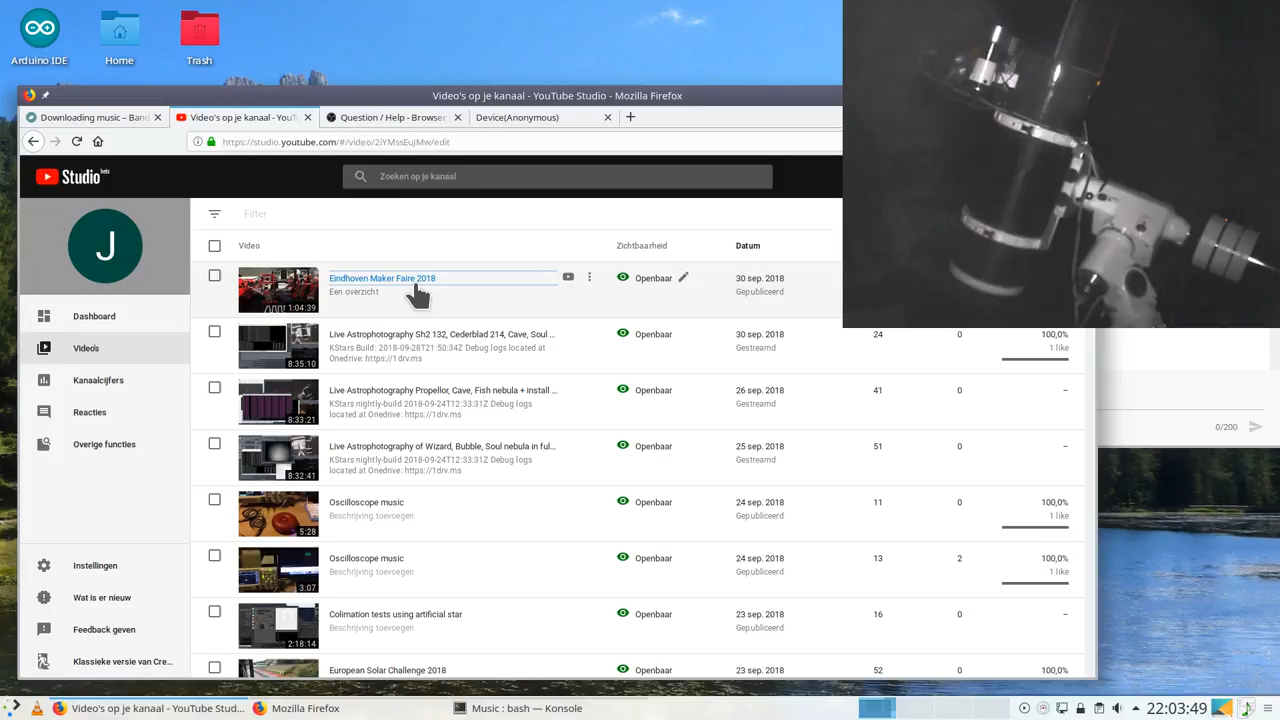 Arduino IDE
Home
Trash
Video's op je kanaal - YouTube Studio - Mozilla Firefox
Downloading music – Band
Video's op je kanaal - YouT
Question / Help - Browser
Device(Anonymous)
https://studio.youtube.com/#/video/2iYMssEuJMw/edit
Studio beta
Zoeken op je kanaal
J
Filter
Video
Zichtbaarheid
Datum
Eindhoven Maker Faire 2018
Een overzicht
1:04:39
Openbaar
30 sep. 2018
Gepubliceerd
Live Astrophotography Sh2 132, Cederblad 214, Cave, Soul ...
KStars Build: 2018-09-28T21:50:34Z Debug logs located at
Onedrive: https://1drv.ms
8:35:10
Openbaar
30 sep. 2018
Gestreamd
24
0
100,0%
1 like
Live Astrophotography Propellor, Cave, Fish nebula + install ...
KStars nightly-build 2018-09-24T12:33:31Z Debug logs
located at Onedrive: https://1drv.ms
8:33:21
Openbaar
26 sep. 2018
Gestreamd
41
0
–
Live Astrophotography of Wizard, Bubble, Soul nebula in ful...
KStars nightly-build 2018-09-24T12:33:31Z Debug logs
located at Onedrive: https://1drv.ms
8:32:41
Openbaar
25 sep. 2018
Gestreamd
51
0
–
Oscilloscope music
Beschrijving toevoegen
5:28
Openbaar
24 sep. 2018
Gepubliceerd
11
0
100,0%
1 like
Oscilloscope music
Beschrijving toevoegen
3:07
Openbaar
24 sep. 2018
Gepubliceerd
13
2
100,0%
1 like
Colimation tests using artificial star
Beschrijving toevoegen
2:18:14
Openbaar
23 sep. 2018
Gepubliceerd
16
0
–
European Solar Challenge 2018
Openbaar
23 sep. 2018
52
0
100,0%
Dashboard
Video's
Kanaalcijfers
Reacties
Overige functies
Instellingen
Wat is er nieuw
Feedback geven
Klassieke versie van Cre...
0/200
Video's op je kanaal - YouTube Stud...
Mozilla Firefox
Music : bash — Konsole
22:03:49